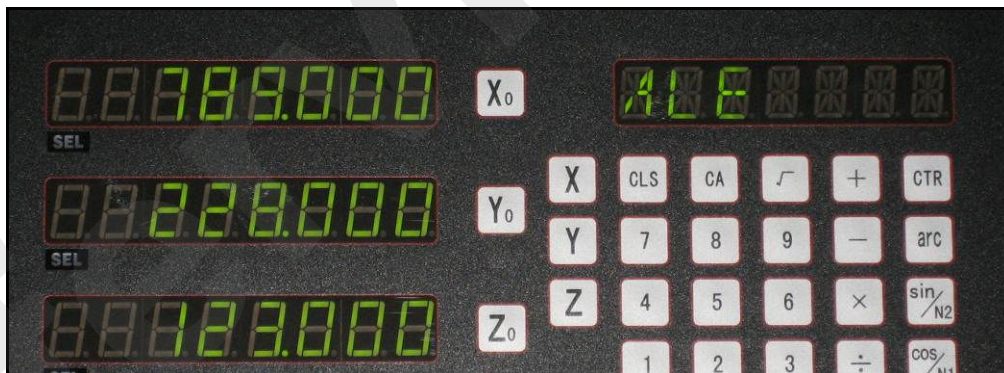 789.000 X₀ ALE
SEL
223.000 Y₀
SEL
123.000 Z₀
X CLS CA √ + CTR
Y 7 8 9 — arc
Z 4 5 6 × sin/N2
1 2 3 ÷ cos/N1